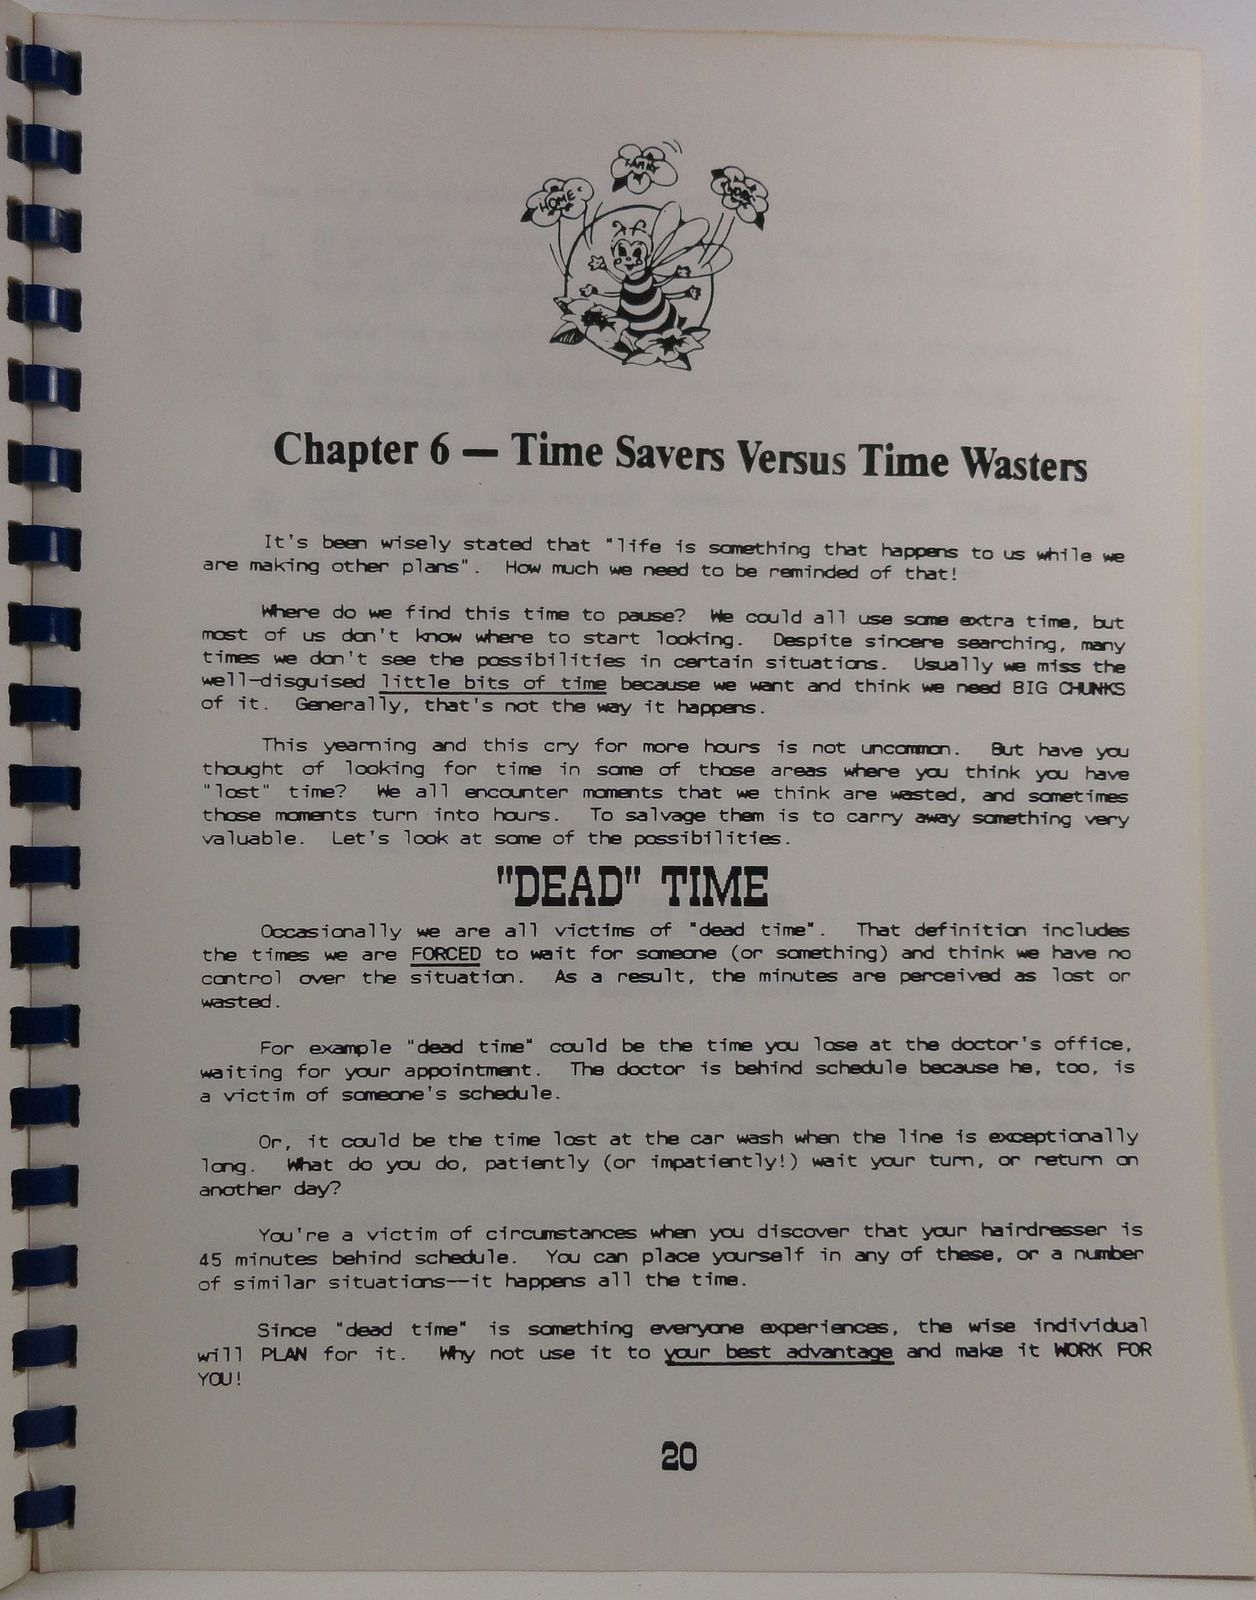 HOME
FAMILY
WORK
Chapter 6 — Time Savers Versus Time Wasters
It's been wisely stated that "life is something that happens to us while we
are making other plans". How much we need to be reminded of that!
Where do we find this time to pause? We could all use some extra time, but
most of us don't know where to start looking. Despite sincere searching, many
times we don't see the possibilities in certain situations. Usually we miss the
well-disguised little bits of time because we want and think we need BIG CHUNKS
of it. Generally, that's not the way it happens.
This yearning and this cry for more hours is not uncommon. But have you
thought of looking for time in some of those areas where you think you have
"lost" time? We all encounter moments that we think are wasted, and sometimes
those moments turn into hours. To salvage them is to carry away something very
valuable. Let's look at some of the possibilities.
"DEAD" TIME
Occasionally we are all victims of "dead time". That definition includes
the times we are FORCED to wait for someone (or something) and think we have no
control over the situation. As a result, the minutes are perceived as lost or
wasted.
For example "dead time" could be the time you lose at the doctor's office,
waiting for your appointment. The doctor is behind schedule because he, too, is
a victim of someone's schedule.
Or, it could be the time lost at the car wash when the line is exceptionally
long. What do you do, patiently (or impatiently!) wait your turn, or return on
another day?
You're a victim of circumstances when you discover that your hairdresser is
45 minutes behind schedule. You can place yourself in any of these, or a number
of similar situations--it happens all the time.
Since "dead time" is something everyone experiences, the wise individual
will PLAN for it. Why not use it to your best advantage and make it WORK FOR
YOU!
20